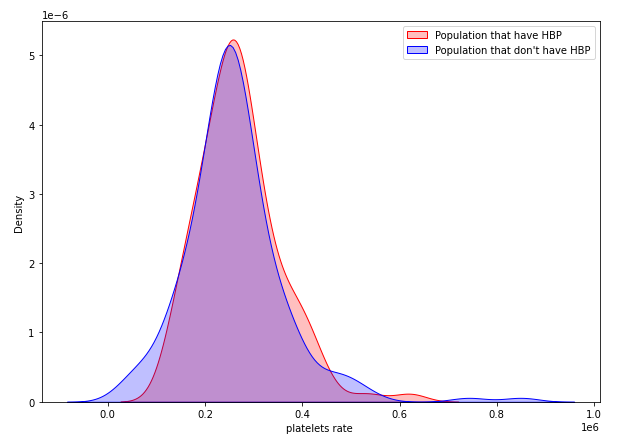 1e−6
Population that have HBP
Population that don't have HBP
5
4
3
2
1
0
Density
0.0 0.2 0.4 0.6 0.8 1.0
platelets rate
1e6